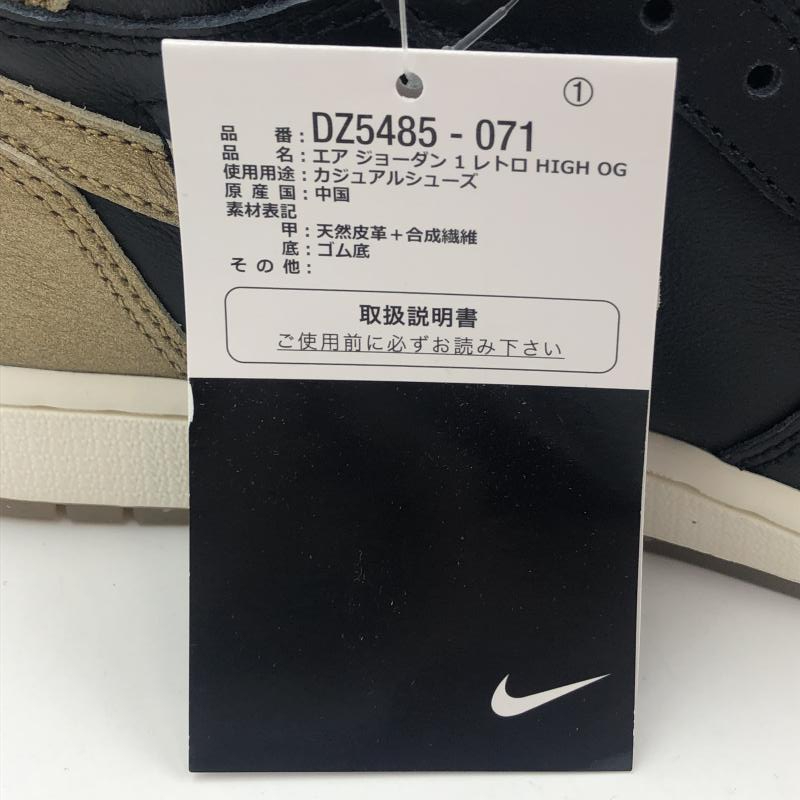 ①
品 番：DZ5485 - 071
品 名：エア ジョーダン 1 レトロ HIGH OG
使用用途：カジュアルシューズ
原 産 国：中国
素材表記
甲：天然皮革＋合成繊維
底：ゴム底
そ の 他：
取扱説明書
ご使用前に必ずお読み下さい